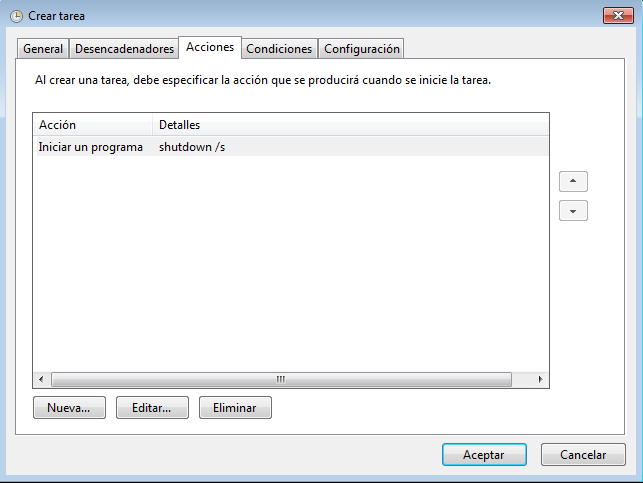 Crear tarea
General Desencadenadores Acciones Condiciones Configuración
Al crear una tarea, debe especificar la acción que se producirá cuando se inicie la tarea.
Acción Detalles
Iniciar un programa shutdown /s
Nueva... Editar... Eliminar
Aceptar Cancelar